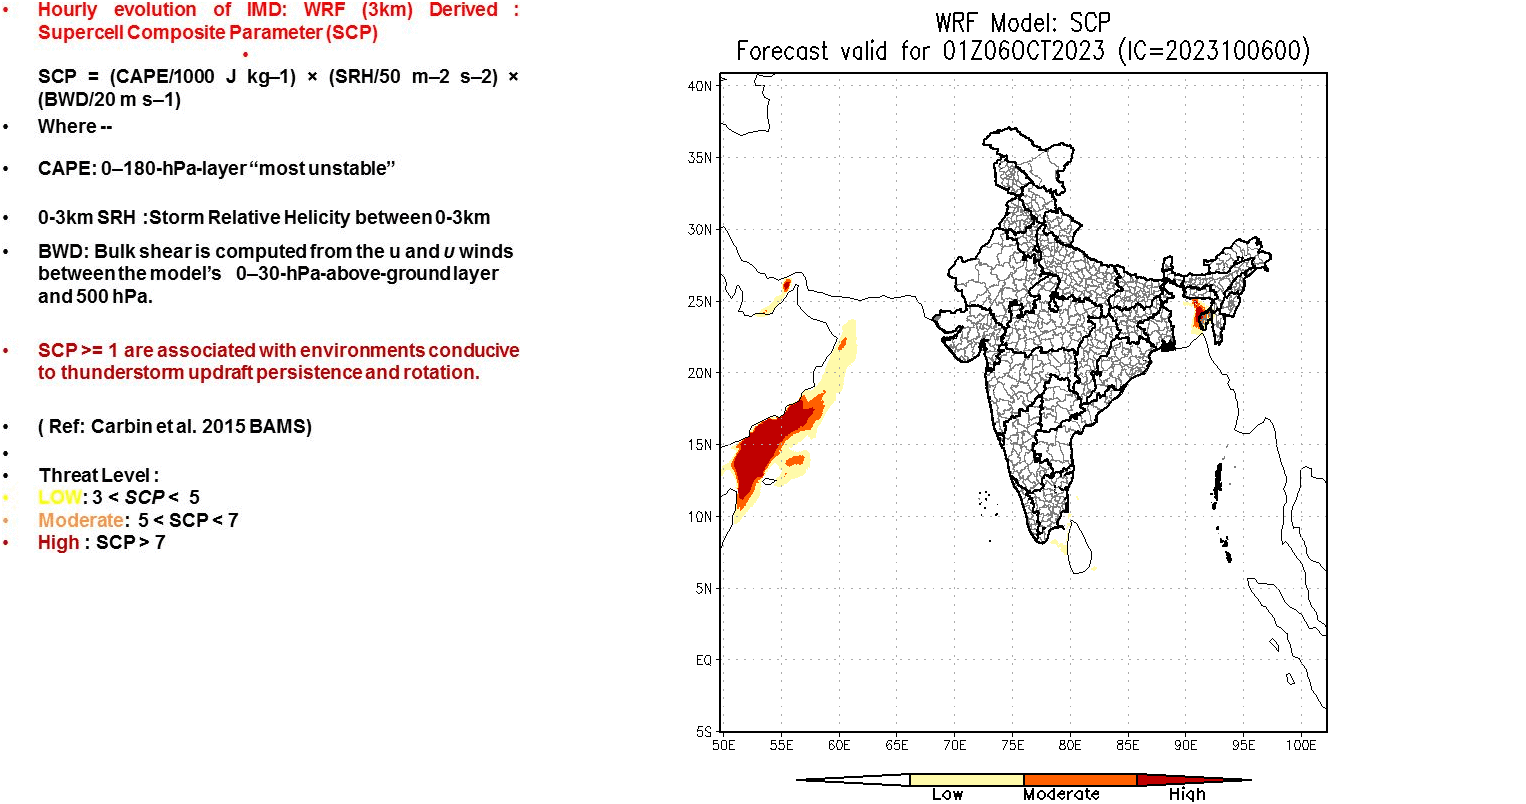 • Hourly evolution of IMD: WRF (3km) Derived :
Supercell Composite Parameter (SCP)
•
SCP = (CAPE/1000 J kg–1) × (SRH/50 m–2 s–2) ×
(BWD/20 m s–1)
• Where --
• CAPE: 0–180-hPa-layer “most unstable”
• 0-3km SRH :Storm Relative Helicity between 0-3km
• BWD: Bulk shear is computed from the u and υ winds
between the model’s 0–30-hPa-above-ground layer
and 500 hPa.
• SCP >= 1 are associated with environments conducive
to thunderstorm updraft persistence and rotation.
• ( Ref: Carbin et al. 2015 BAMS)
•
• Threat Level :
• LOW: 3 < SCP < 5
• Moderate: 5 < SCP < 7
• High : SCP > 7
WRF Model: SCP
Forecast valid for 01Z06OCT2023 (IC=2023100600)
40N
35N
30N
25N
20N
15N
10N
5N
EQ
5S
50E 55E 60E 65E 70E 75E 80E 85E 90E 95E 100E
Low Moderate High